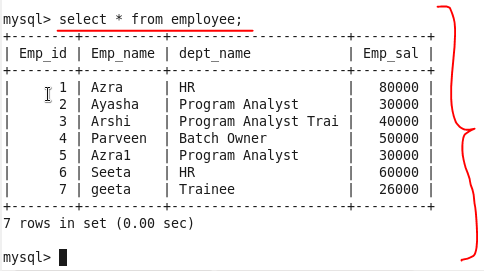 mysql> select * from employee;
+--------+----------+---------------------+---------+
| Emp_id | Emp_name | dept_name           | Emp_sal |
+--------+----------+---------------------+---------+
|      1 | Azra     | HR                  |   80000 |
|      2 | Ayasha   | Program Analyst     |   30000 |
|      3 | Arshi    | Program Analyst Trai |   40000 |
|      4 | Parveen  | Batch Owner         |   50000 |
|      5 | Azra1    | Program Analyst     |   30000 |
|      6 | Seeta    | HR                  |   60000 |
|      7 | geeta    | Trainee             |   26000 |
+--------+----------+---------------------+---------+
7 rows in set (0.00 sec)
mysql>